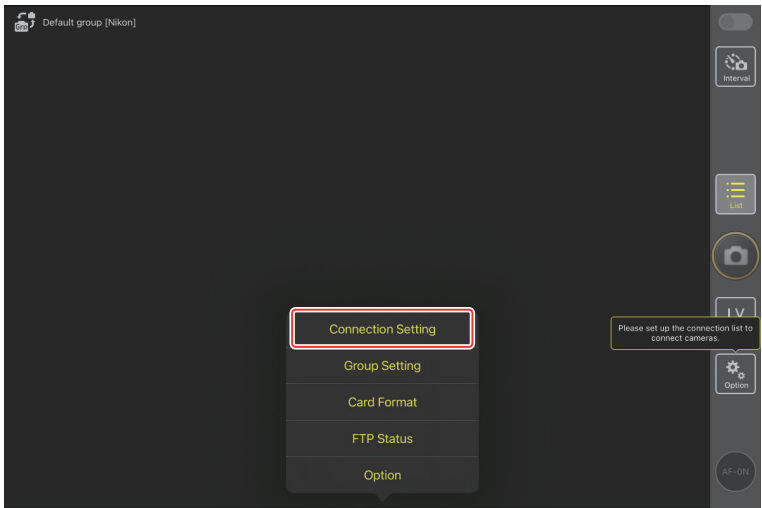 Grp
Default group [Nikon]
Interval
List
LV
Please set up the connection list to
connect cameras.
Option
AF-ON
Connection Setting
Group Setting
Card Format
FTP Status
Option